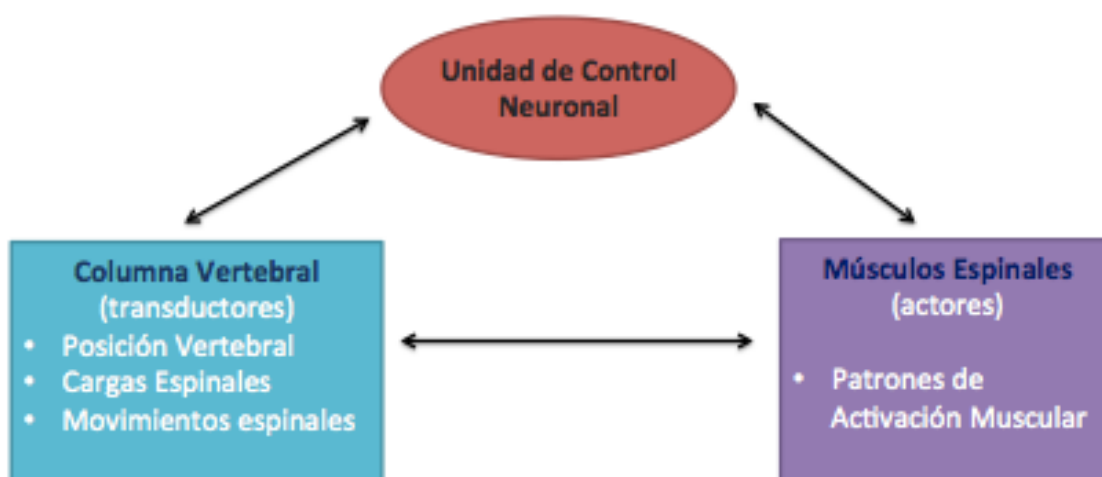 Unidad de Control
Neuronal
Columna Vertebral
(transductores)
• Posición Vertebral
• Cargas Espinales
• Movimientos espinales
Músculos Espinales
(actores)
• Patrones de
Activación Muscular